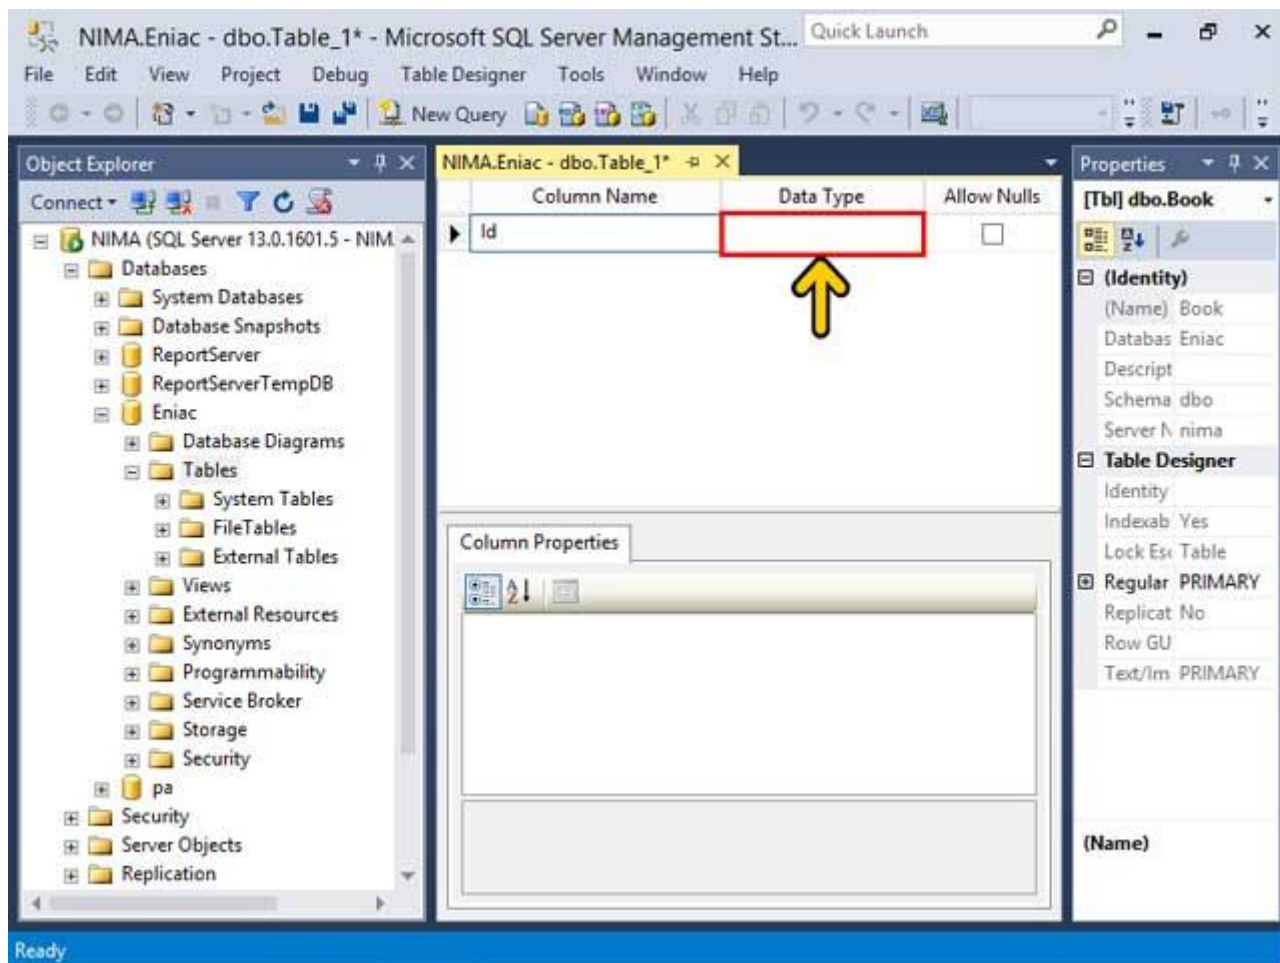 NIMA.Eniac - dbo.Table_1* - Microsoft SQL Server Management St...
Quick Launch
File Edit View Project Debug Table Designer Tools Window Help
New Query
Object Explorer
Connect
NIMA (SQL Server 13.0.1601.5 - NIM
Databases
System Databases
Database Snapshots
ReportServer
ReportServerTempDB
Eniac
Database Diagrams
Tables
System Tables
FileTables
External Tables
Views
External Resources
Synonyms
Programmability
Service Broker
Storage
Security
pa
Security
Server Objects
Replication
NIMA.Eniac - dbo.Table_1*
Column Name Data Type Allow Nulls
Id
Column Properties
Properties
[Tbl] dbo.Book
(Identity)
(Name) Book
Databas Eniac
Descript
Schema dbo
Server N nima
Table Designer
Identity
Indexab Yes
Lock Esc Table
Regular PRIMARY
Replicat No
Row GU
Text/Im PRIMARY
(Name)
Ready